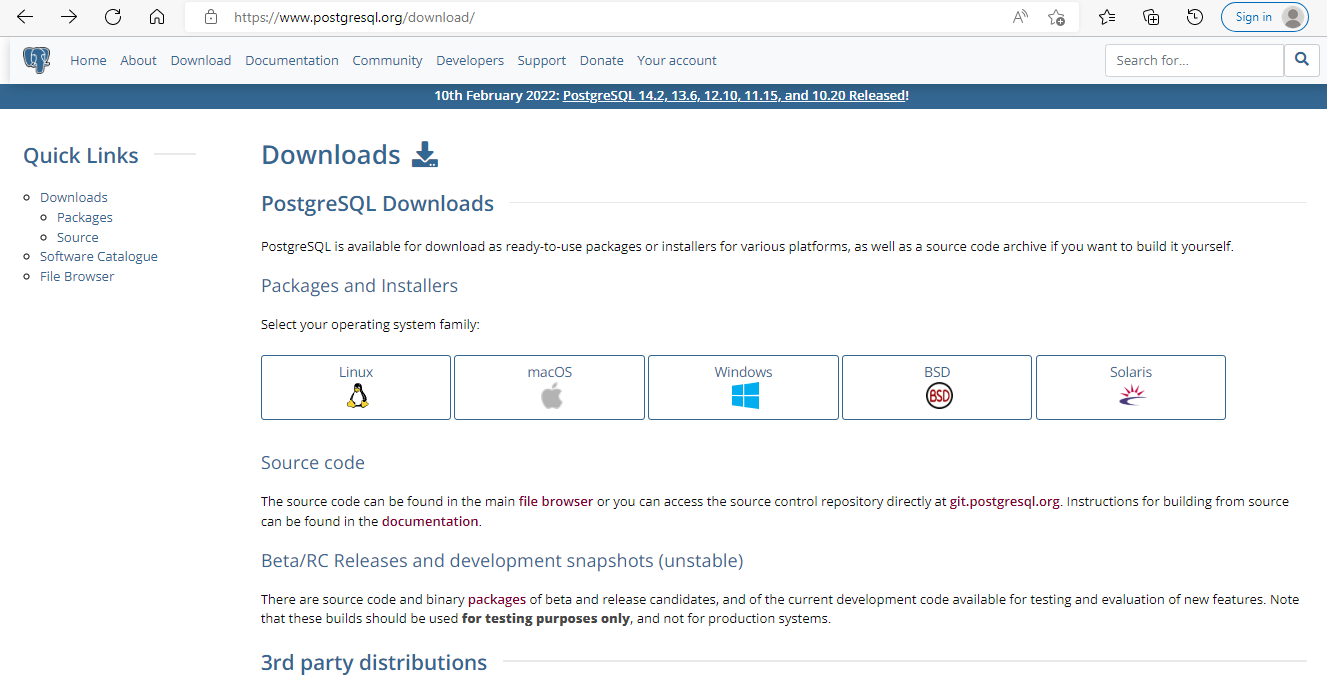 https://www.postgresql.org/download/
A
Sign in
Home About Download Documentation Community Developers Support Donate Your account
Search for...
10th February 2022: PostgreSQL 14.2, 13.6, 12.10, 11.15, and 10.20 Released!
Quick Links
Downloads
Packages
Source
Software Catalogue
File Browser
Downloads
PostgreSQL Downloads
PostgreSQL is available for download as ready-to-use packages or installers for various platforms, as well as a source code archive if you want to build it yourself.
Packages and Installers
Select your operating system family:
Linux
macOS
Windows
BSD
BSD
Solaris
Source code
The source code can be found in the main file browser or you can access the source control repository directly at git.postgresql.org. Instructions for building from source
can be found in the documentation.
Beta/RC Releases and development snapshots (unstable)
There are source code and binary packages of beta and release candidates, and of the current development code available for testing and evaluation of new features. Note
that these builds should be used for testing purposes only, and not for production systems.
3rd party distributions